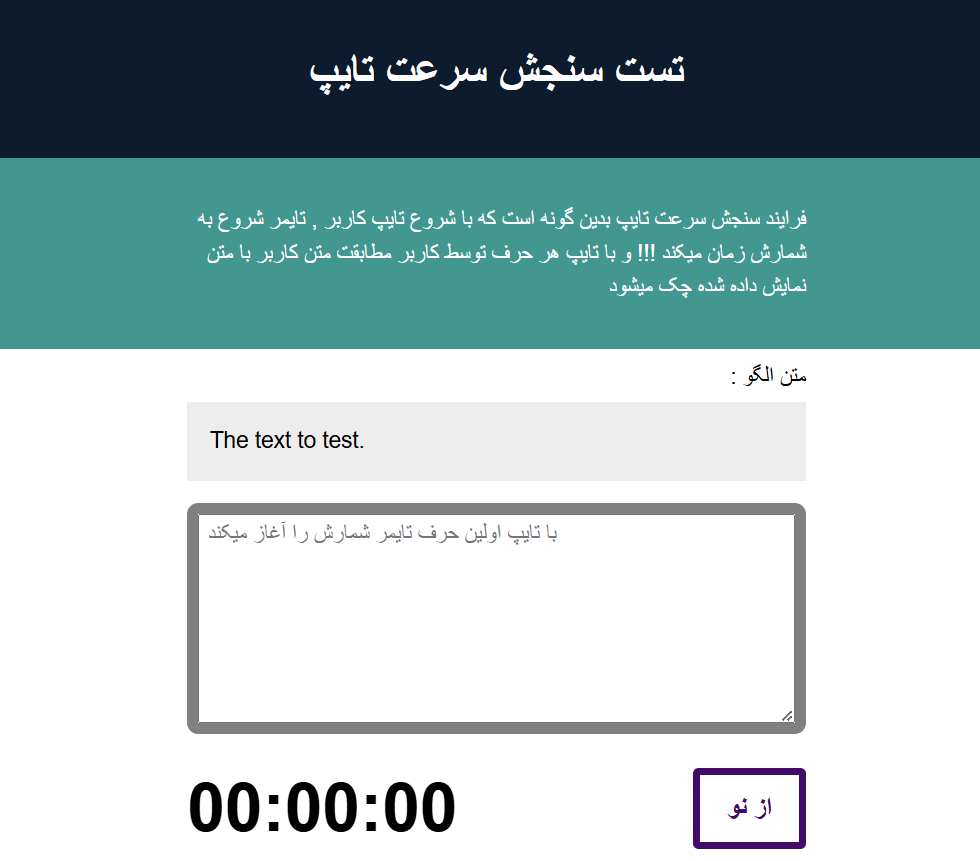 تست سنجش سرعت تایپ
فرایند سنجش سرعت تایپ بدین گونه است که با شروع تایپ کاربر , تایمر شروع به
شمارش زمان میکند !!! و با تایپ هر حرف توسط کاربر مطابقت متن کاربر با متن
نمایش داده شده چک میشود
متن الگو :
The text to test.
با تایپ اولین حرف تایمر شمارش را آغاز میکند
00:00:00
از نو